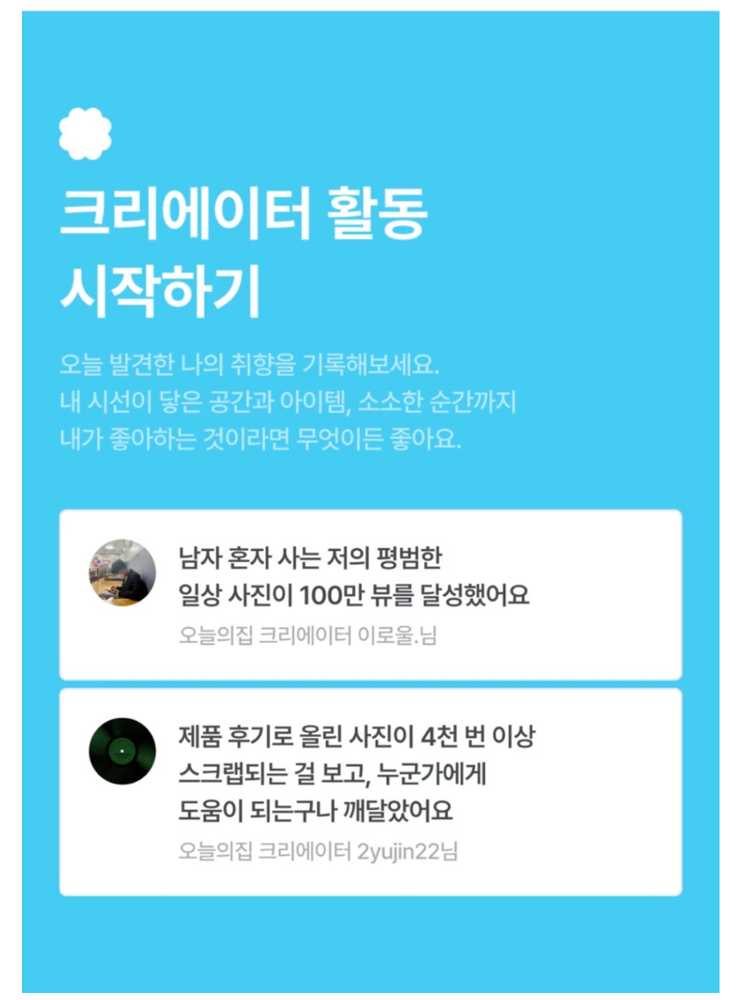 크리에이터 활동
시작하기
오늘 발견한 나의 취향을 기록해보세요.
내 시선이 닿은 공간과 아이템, 소소한 순간까지
내가 좋아하는 것이라면 무엇이든 좋아요.
남자 혼자 사는 저의 평범한
일상 사진이 100만 뷰를 달성했어요
오늘의집 크리에이터 이로울.님
제품 후기로 올린 사진이 4천 번 이상
스크랩되는 걸 보고, 누군가에게
도움이 되는구나 깨달았어요
오늘의집 크리에이터 2yujin22님